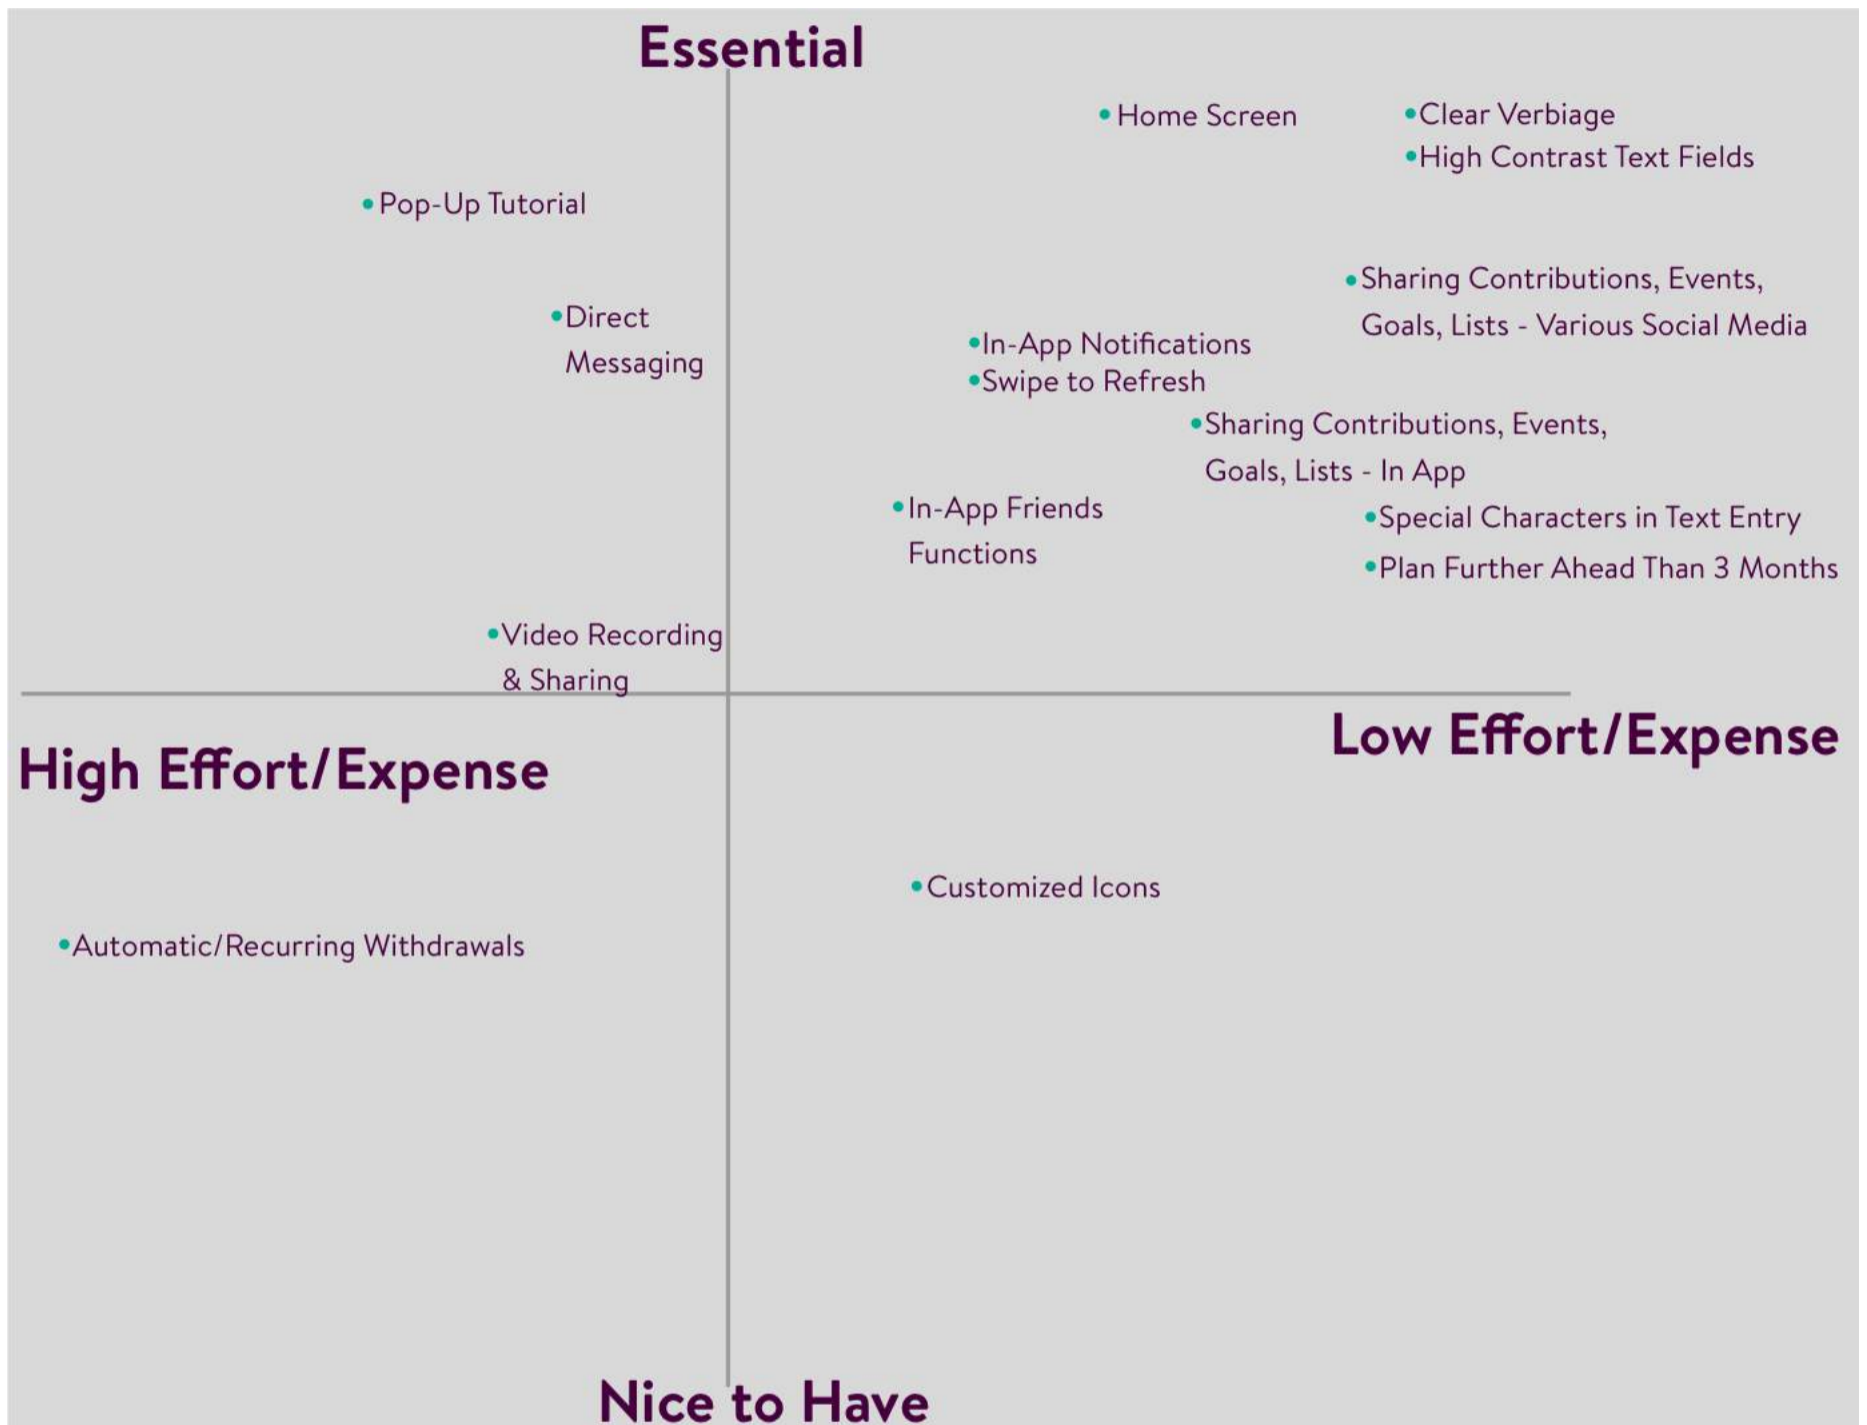 Essential
Home Screen
Clear Verbiage
High Contrast Text Fields
Pop-Up Tutorial
Sharing Contributions, Events,
Goals, Lists - Various Social Media
Direct
Messaging
In-App Notifications
Swipe to Refresh
Sharing Contributions, Events,
Goals, Lists - In App
In-App Friends
Functions
Special Characters in Text Entry
Plan Further Ahead Than 3 Months
Video Recording
& Sharing
Low Effort/Expense
High Effort/Expense
Customized Icons
Automatic/Recurring Withdrawals
Nice to Have